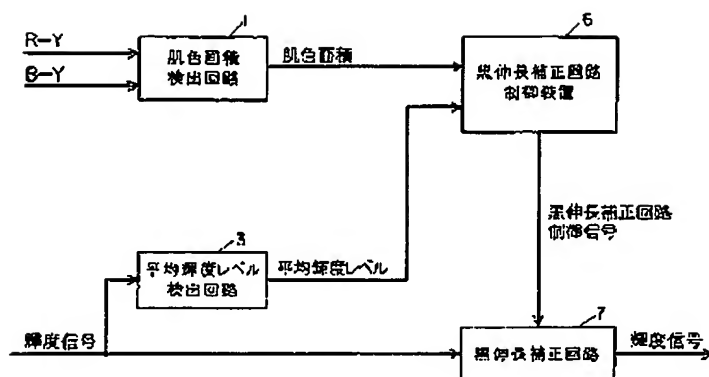 R-Y
B-Y
1
肌色面積
検出回路
肌色面積
6
黒伸長補正回路
制御装置
黒伸長補正回路
制御信号
3
平均輝度レベル
検出回路
平均輝度レベル
輝度信号
7
黒伸長補正回路
輝度信号